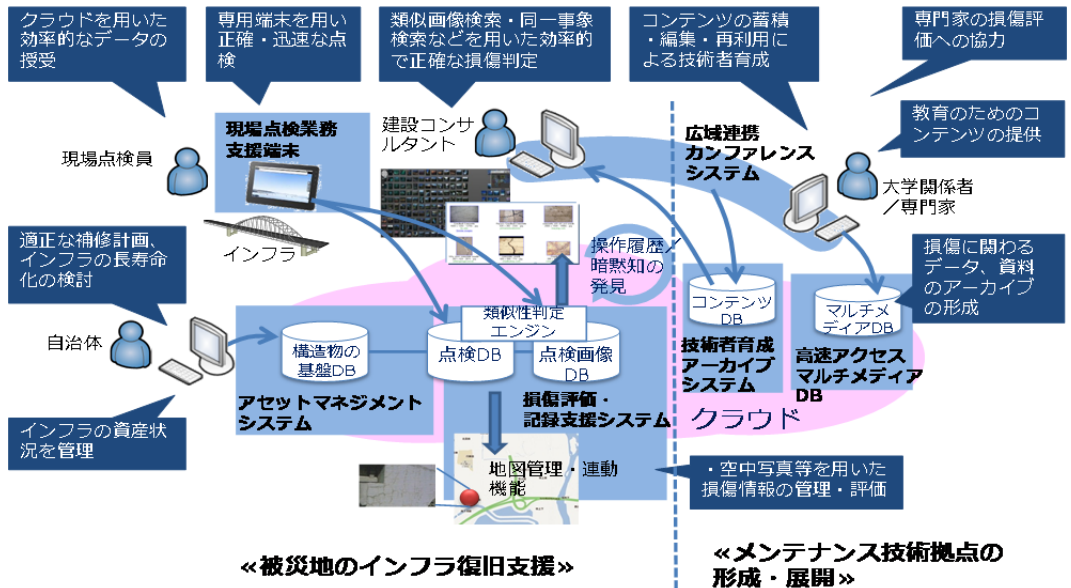 クラウドを用いた
効率的なデータの
授受
専用端末を用い
正確・迅速な点
検
類似画像検索・同一事象
検索などを用いた効率的
で正確な損傷判定
コンテンツの蓄積
・編集・再利用に
よる技術者育成
専門家の損傷評
価への協力
教育のためのコ
ンテンツの提供
現場点検員
現場点検業務
支援端末
建設コンサ
ルタント
広域連携
カンファレンス
システム
大学関係者
／専門家
インフラ
適正な補修計画、
インフラの長寿命
化の検討
操作履歴／
暗黙知の
発見
損傷に関わる
データ、資料
のアーカイブ
の形成
自治体
構造物の
基盤DB
類似性判定
エンジン
点検DB
点検画像
DB
コンテンツ
DB
マルチメ
ディアDB
アセットマネジメント
システム
損傷評価・
記録支援システム
技術者育成
アーカイブ
システム
高速アクセス
マルチメディア
DB
クラウド
インフラの資産状
況を管理
地図管理・連動
機能
・空中写真等を用いた
損傷情報の管理・評価
«被災地のインフラ復旧支援»
«メンテナンス技術拠点の
形成・展開»